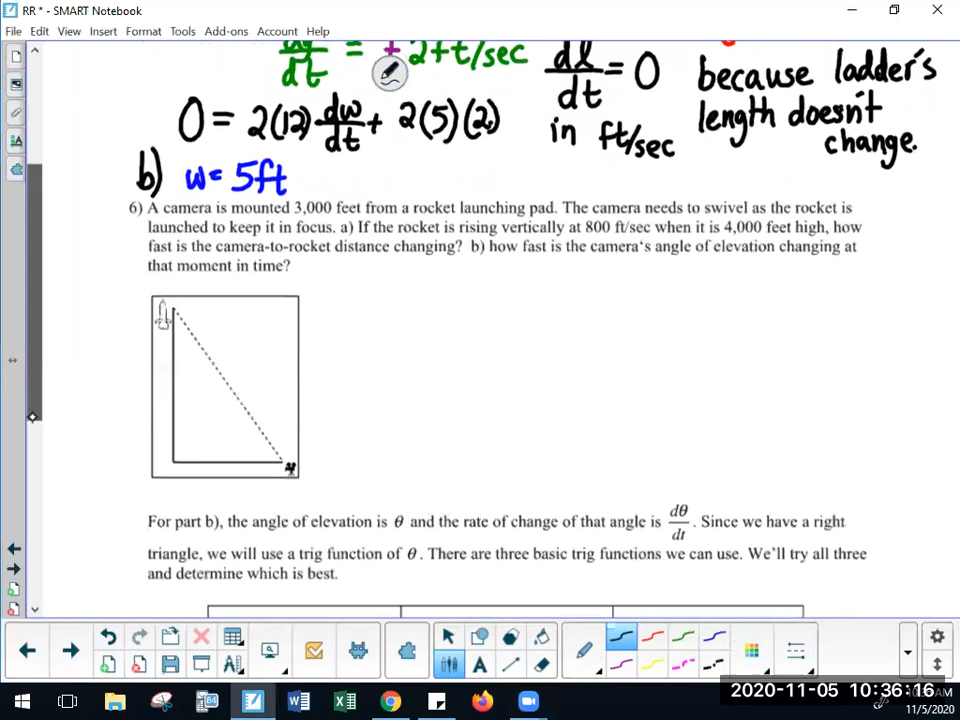 RR * - SMART Notebook
File Edit View Insert Format Tools Add-ons Account Help
dt = +2ft/sec
dl/dt = 0
in ft/sec
because ladder's
length doesn't
change.
0 = 2(12) dw/dt + 2(5)(2)
b) w = 5ft
6) A camera is mounted 3,000 feet from a rocket launching pad. The camera needs to swivel as the rocket is
launched to keep it in focus. a) If the rocket is rising vertically at 800 ft/sec when it is 4,000 feet high, how
fast is the camera-to-rocket distance changing? b) how fast is the camera's angle of elevation changing at
that moment in time?
For part b), the angle of elevation is θ and the rate of change of that angle is dθ/dt. Since we have a right
triangle, we will use a trig function of θ. There are three basic trig functions we can use. We'll try all three
and determine which is best.
2020-11-05 10:36:16
11/5/2020